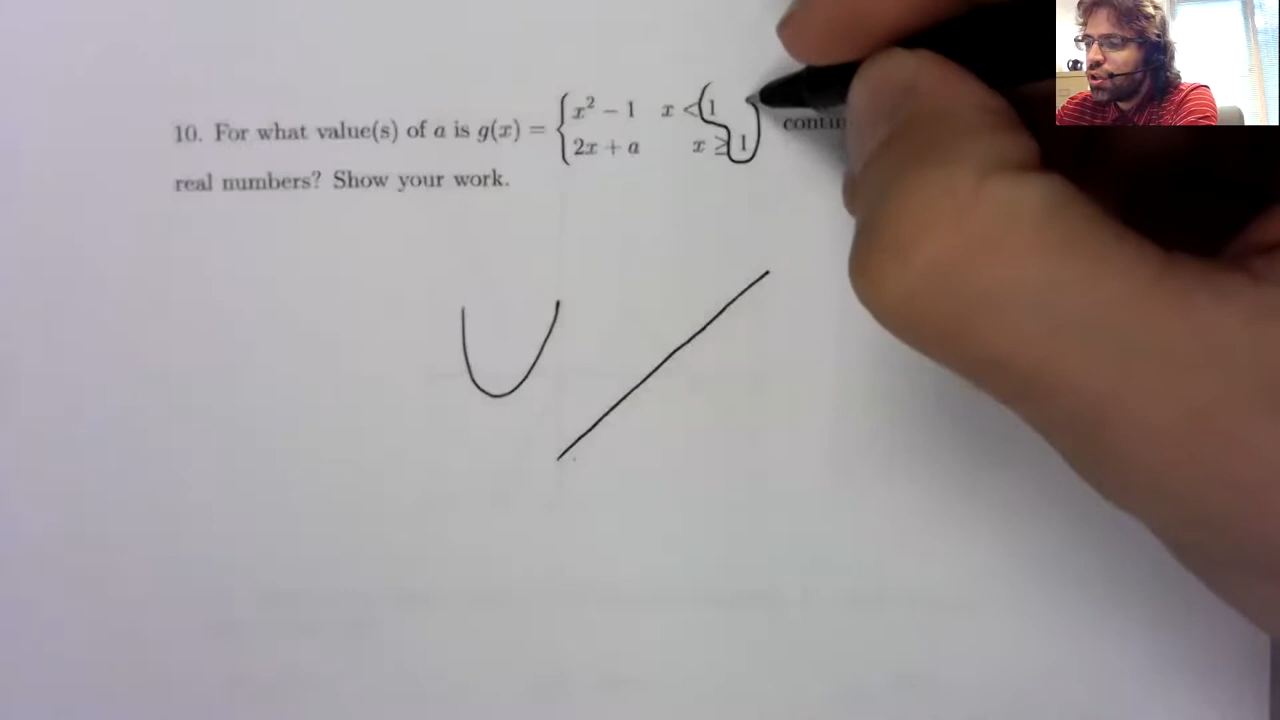 10. For what value(s) of a is g(x) = { x² − 1 x < 1
2x + a x ≥ 1
real numbers? Show your work.